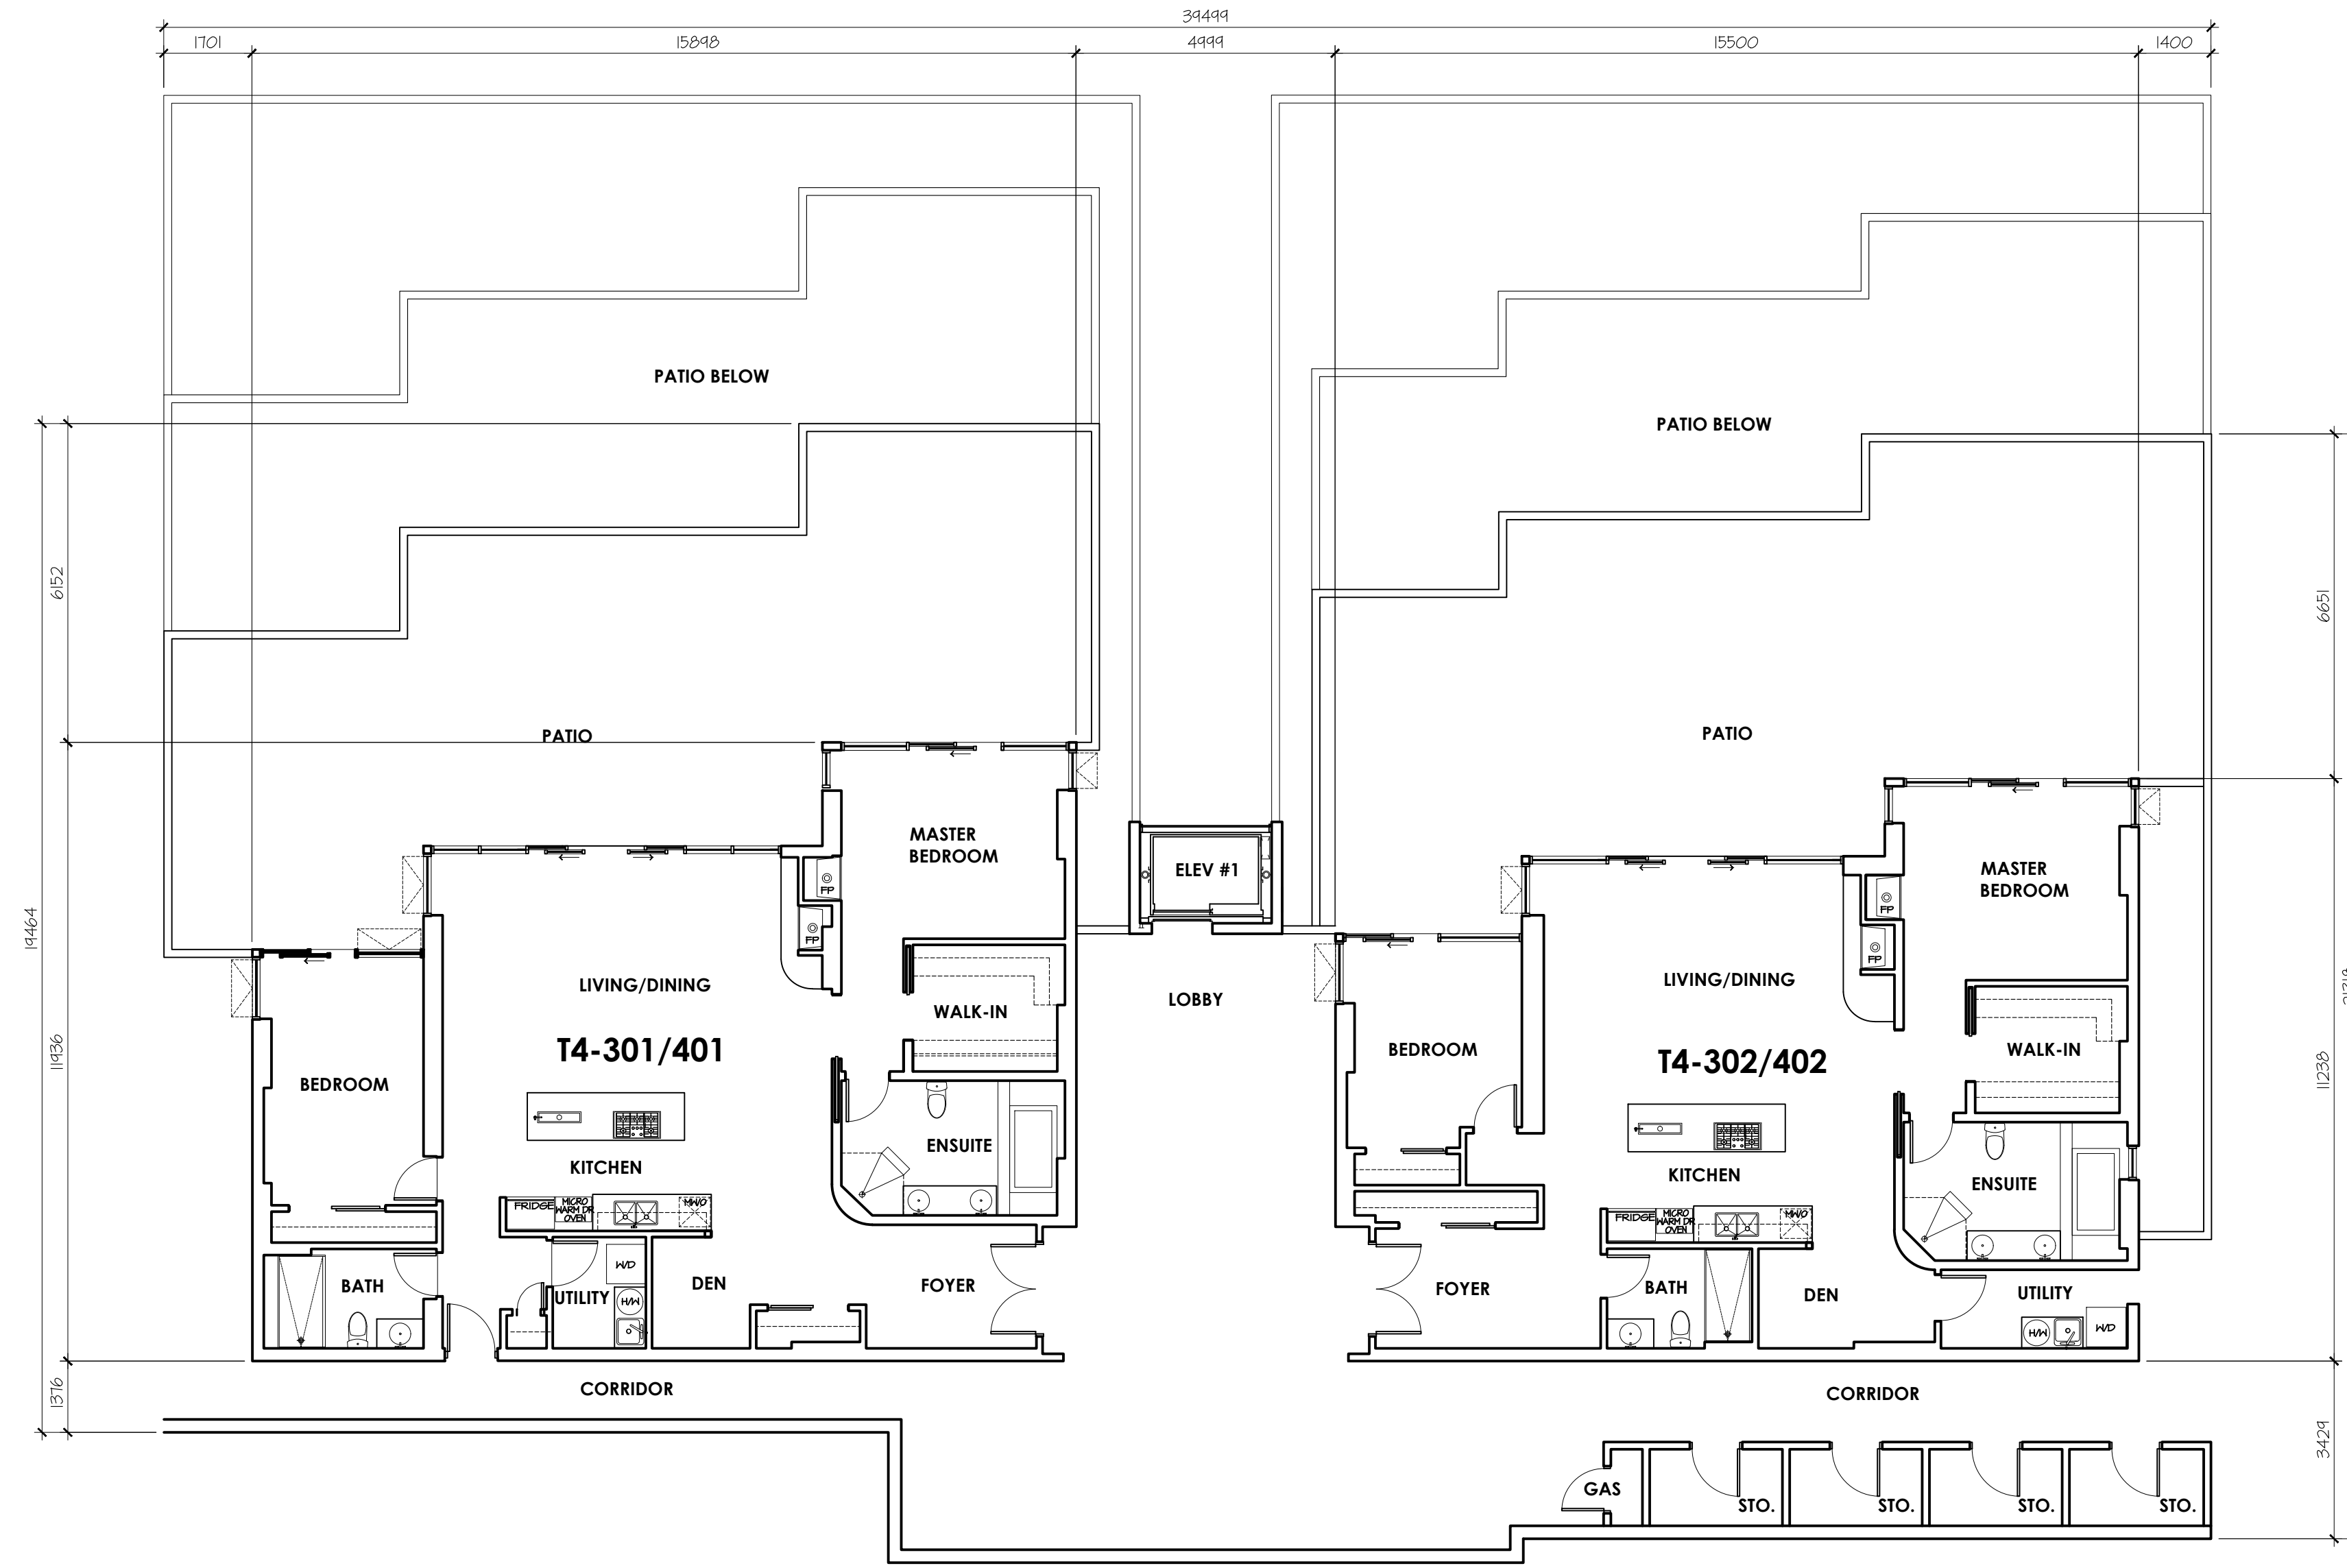 39499
1701
15898
4999
15500
1400
PATIO BELOW
PATIO BELOW
6152
6651
PATIO
PATIO
MASTER
BEDROOM
ELEV #1
MASTER
BEDROOM
FP
FP
FP
FP
19464
LIVING/DINING
LIVING/DINING
LOBBY
WALK-IN
WALK-IN
T4-301/401
T4-302/402
BEDROOM
BEDROOM
11936
11238
ENSUITE
ENSUITE
KITCHEN
KITCHEN
FRIDGE
MICRO
WARM DR
OVEN
MWO
FRIDGE
MICRO
WARM DR
OVEN
MWO
BATH
UTILITY
W/D
H/W
DEN
FOYER
FOYER
BATH
DEN
UTILITY
H/W
W/D
1376
CORRIDOR
CORRIDOR
3429
GAS
STO.
STO.
STO.
STO.